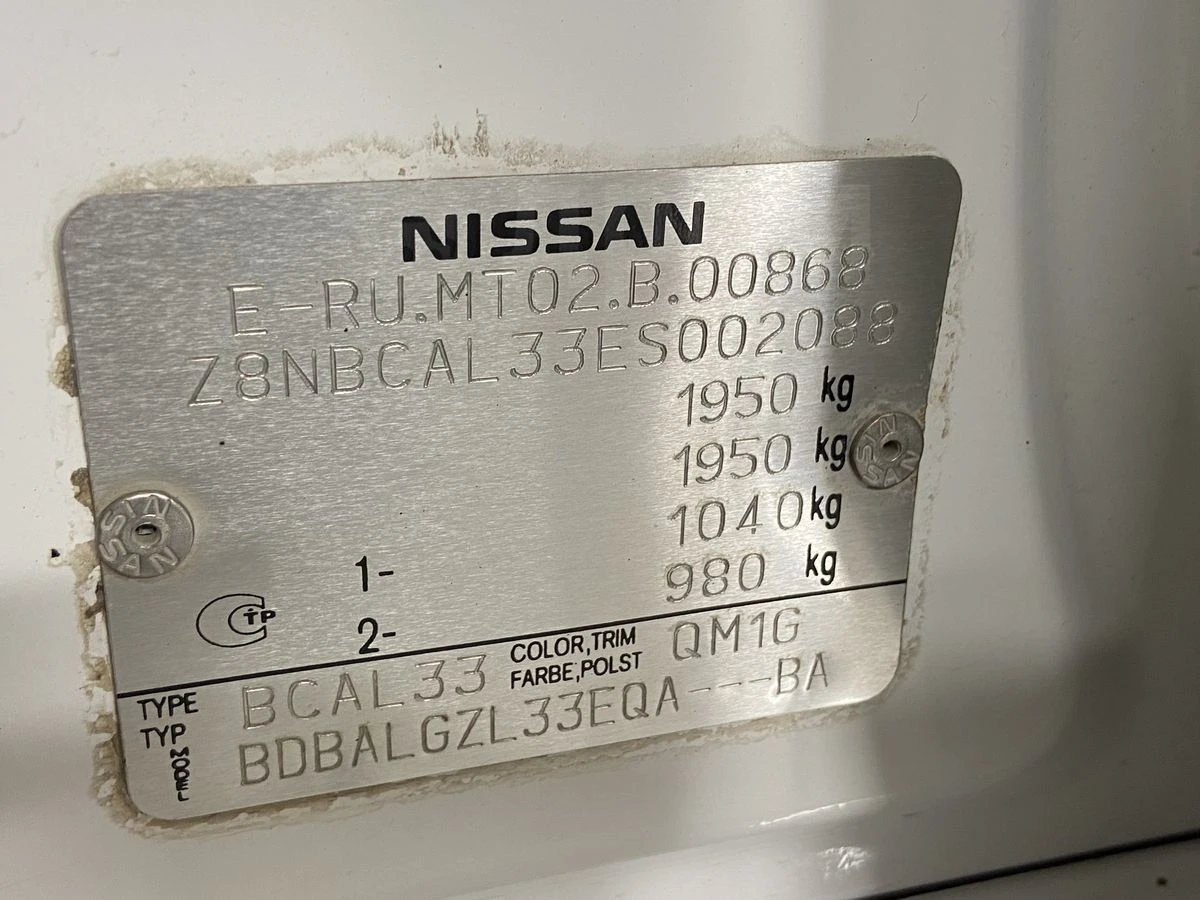 NISSAN
E-RU.MT02.B.00868
Z8NBCAL33ES002088
1950 kg
1950 kg
1040 kg
1- 980 kg
2-
TYPE BCAL33 COLOR,TRIM QM1G
TYP FARBE,POLST
MODEL BDBALGZL33EQA---BA
NISSAN
NISSAN
СТР